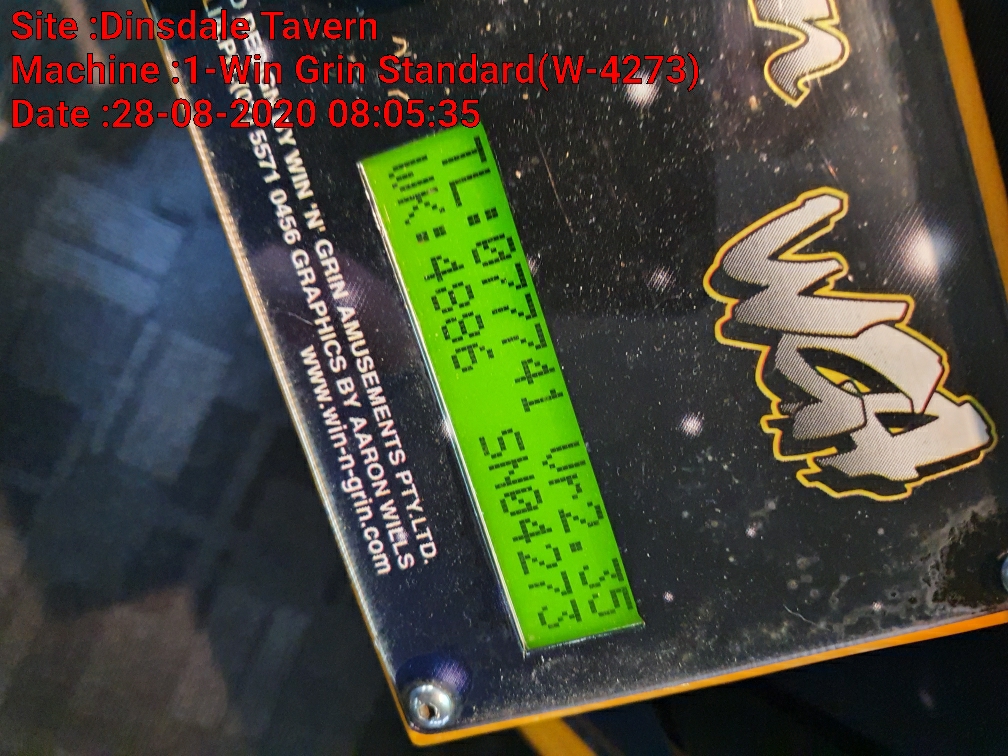 Site :Dinsdale Tavern
Machine :1-Win Grin Standard(W-4273)
Date :28-08-2020 08:05:35
TL:077741 Vr2.35
WK:4886 SW04273
WIN 'N' GRIN AMUSEMENTS PTY.LTD.
5571 0456 GRAPHICS BY AARON WILLS
www.win-n-grin.com